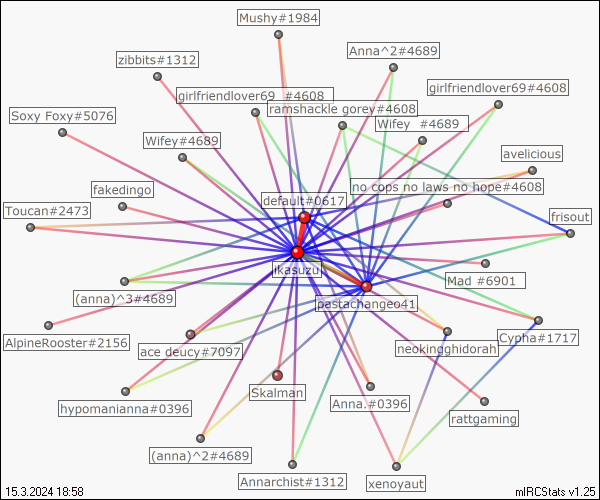 Mushy#1984
Anna^2#4689
zibbits#1312
girlfriendlover69#4608
girlfriendlover69_ #4608
ramshackle gorey#4608
Soxy Foxy#5076
Wifey_ #4689
Wifey#4689
avelicious
fakedingo
no cops no laws no hope#4608
default#0617
Toucan#2473
frisout
ikasuzu
Mad #6901
(anna)^3#4689
pastachangeo41
AlpineRooster#2156
Cypha#1717
ace deucy#7097
neokingghidorah
Skalman
hypomanianna#0396
Anna.#0396
rattgaming
(anna)^2#4689
Annarchist#1312
xenoyaut
15.3.2024 18:58
mIRCStats v1.25